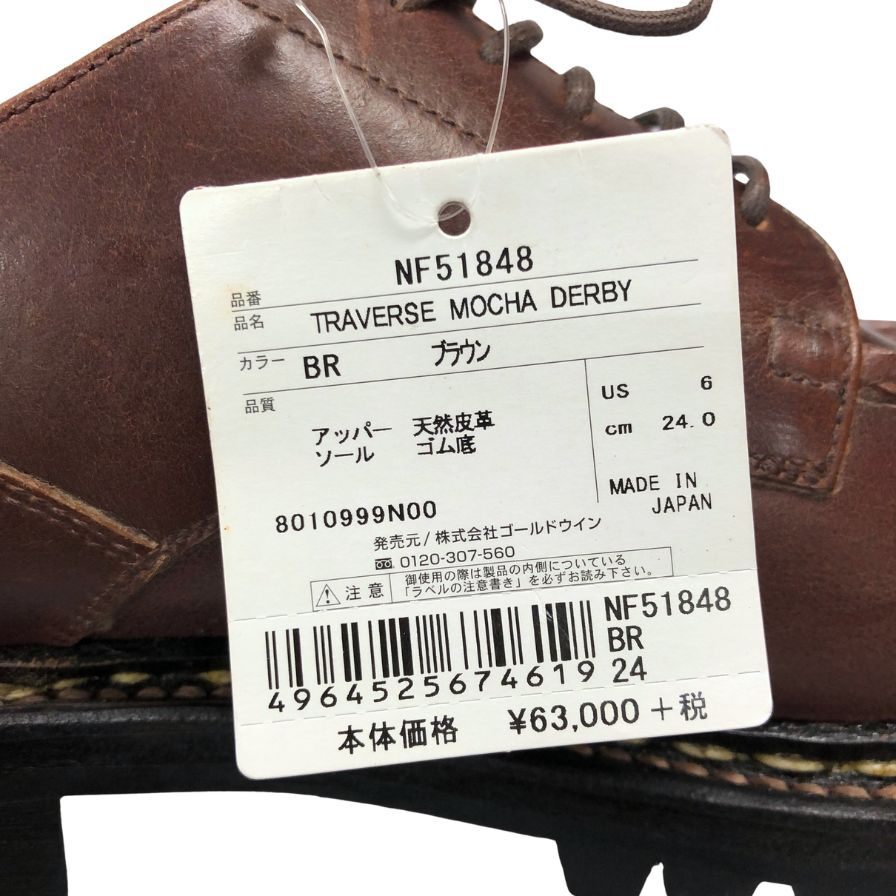 NF51848
品番
品名 TRAVERSE MOCHA DERBY
カラー BR ブラウン
品質
アッパー 天然皮革
ソール ゴム底
US 6
cm 24.0
MADE IN
JAPAN
8010999N00
発売元/株式会社ゴールドウイン
0120-307-560
注意 御使用の際は製品の内側についている
「ラベルの注意書き」を必ずお読み下さい。
NF51848
BR
24
4964525674619
本体価格 ¥63,000+税